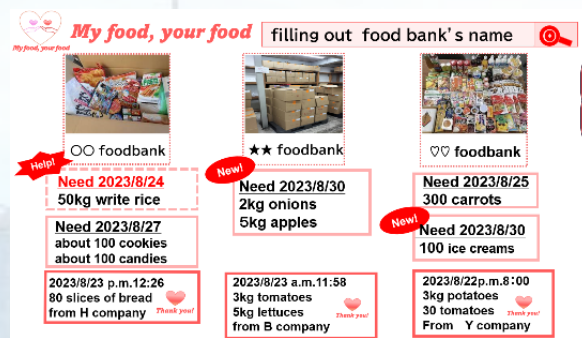 My food, your food
My food, your food
filling out food bank's name
○○ foodbank
Help!
Need 2023/8/24
50kg write rice
Need 2023/8/27
about 100 cookies
about 100 candies
2023/8/23 p.m.12:26
80 slices of bread
from H company
Thank you!
★★ foodbank
New!
Need 2023/8/30
2kg onions
5kg apples
2023/8/23 a.m.11:58
3kg tomatoes
5kg lettuces
from B company
Thank you!
♡♡ foodbank
Need 2023/8/25
300 carrots
New!
Need 2023/8/30
100 ice creams
2023/8/22p.m.8:00
3kg potatoes
30 tomatoes
From Y company
Thank you!